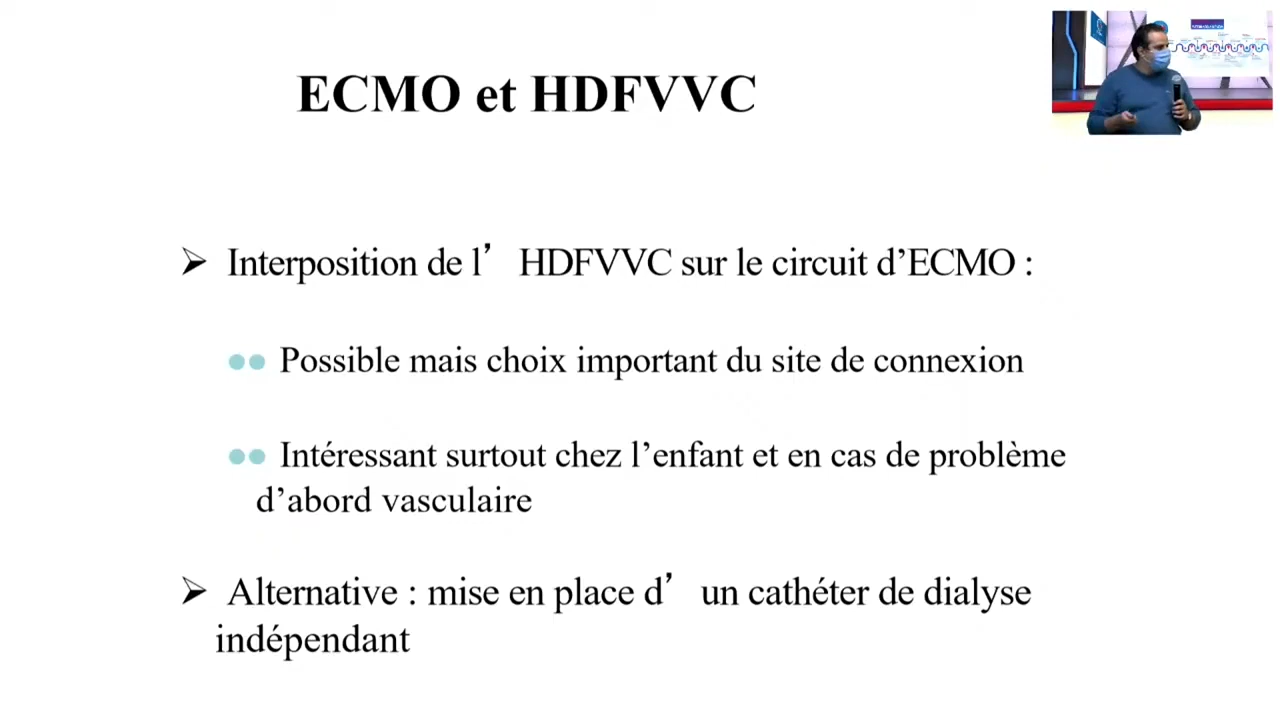 ECMO et HDFVVC
➢ Interposition de l’ HDFVVC sur le circuit d’ECMO :
●● Possible mais choix important du site de connexion
●● Intéressant surtout chez l’enfant et en cas de problème
d’abord vasculaire
➢ Alternative : mise en place d’ un cathéter de dialyse
indépendant